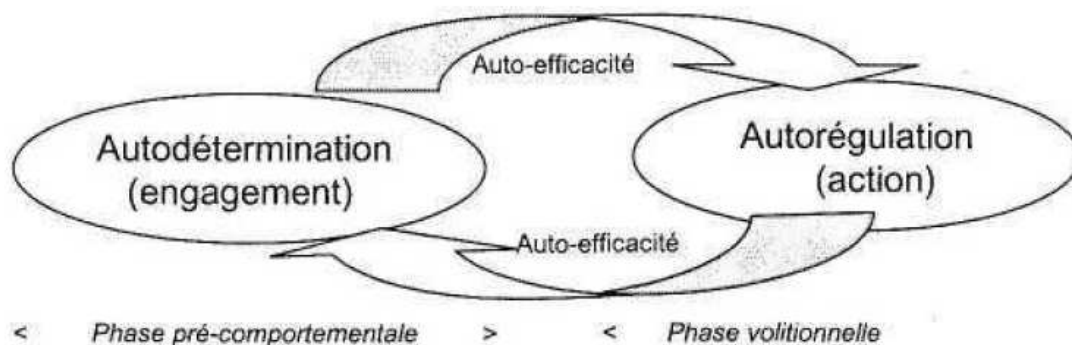 Auto-efficacité
Autodétermination
(engagement)
Autorégulation
(action)
Auto-efficacité
< Phase pré-comportementale > < Phase volitionnelle